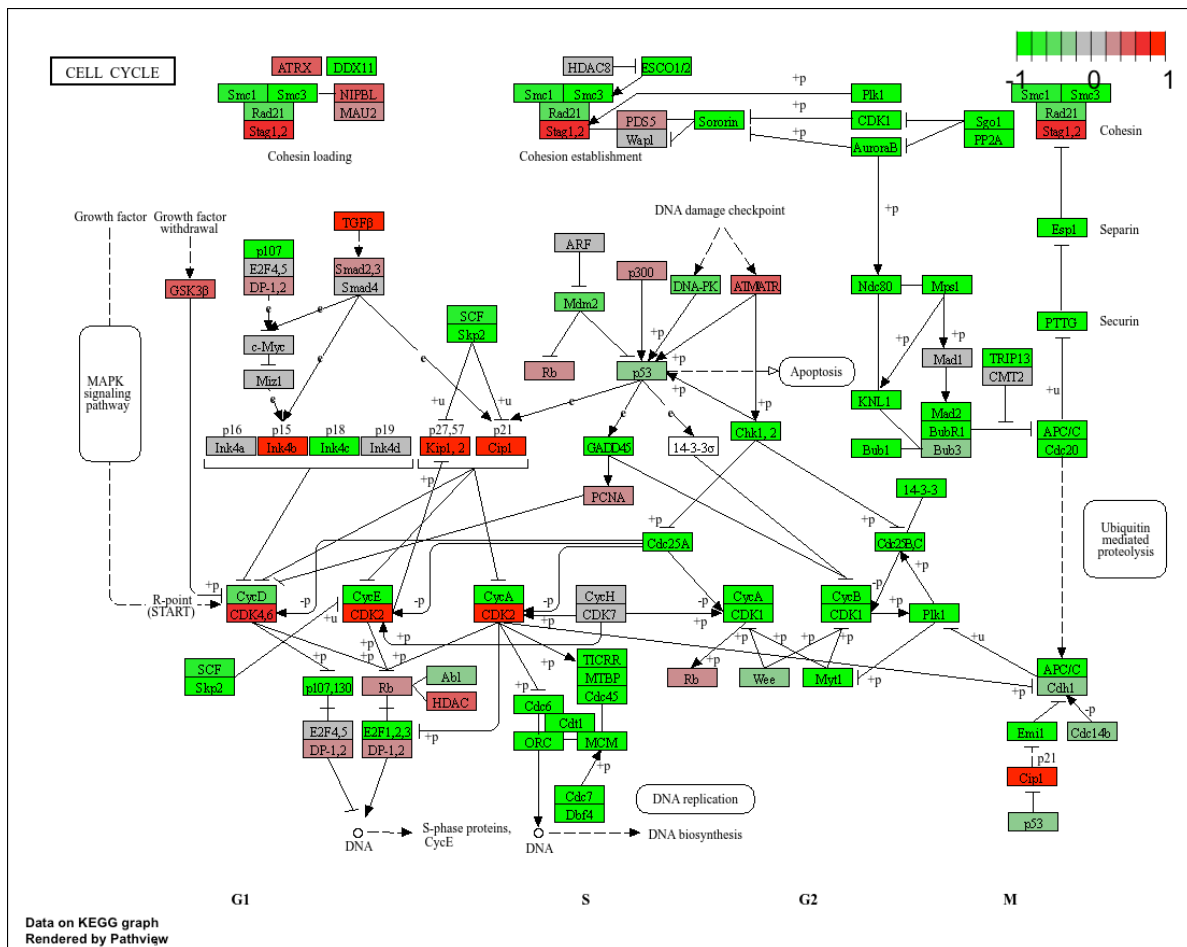 CELL CYCLE
-1 0 1
ATRX DDX11
Smc1 Smc3 NIPBL
Rad21 MAU2
Stag1,2
Cohesin loading
HDAC8 ESCO1/2
Smc1 Smc3
Rad21 PDS5 Sororin
Stag1,2 Wapl
Cohesion establishment
+p Plk1
+p CDK1
+p AuroraB
Sgo1
PP2A
Smc1 Smc3
Rad21
Stag1,2 Cohesin
Growth factor
Growth factor
withdrawal
TGFβ
DNA damage checkpoint
+p
Esp1 Separin
p107
E2F4,5
DP-1,2
Smad2,3
Smad4
GSK3β
ARF
p300
DNA-PK
ATMATR
Mdm2
Ndc80 Mps1
PTTG Securin
SCF
Skp2
e e
c-Myc
Miz1
e e e
Rb
+p +p
p53
Apoptosis
+p +p
Mad1
TRIP13
CMT2
+u
MAPK
signaling
pathway
+u +u
e e
+p +p
KNL1
Mad2
BubR1
Bub3
Bub1
APC/C
Cdc20
p16 p15 p18 p19 p27,57 p21
Ink4a Ink4b Ink4c Ink4d Kip1, 2 Cip1
GADD45 14-3-3σ
Chk1, 2
+p
PCNA
14-3-3
Ubiquitin
mediated
proteolysis
+p +p
Cdc25A Cdc25B,C
R-point
(START)
+p
CycD
CDK4,6
-p
CycE
CDK2
-p
CycA
CDK2
-p
CycH
CDK7
-p
CycA
CDK1
CycB
CDK1
-p
+p
+p
Plk1
+u
+u +p +p +p +p
SCF
Skp2
+p +p +p
p107,130
Rb
Abl
HDAC
+p
TICRR
MTBP
Cdc45
+p
+p
Rb
Wee
Myt1
+p
+p
APC/C
Cdh1
-p
E2F4,5
DP-1,2
E2F1,2,3
DP-1,2
+p
Cdc6
Cdt1
ORC MCM
Emi1 Cdc14b
+p
p21
Cip1
Cdc7
Dbf4
DNA replication
p53
DNA
S-phase proteins,
CycE
DNA
DNA biosynthesis
G1 S G2 M
Data on KEGG graph
Rendered by Pathview